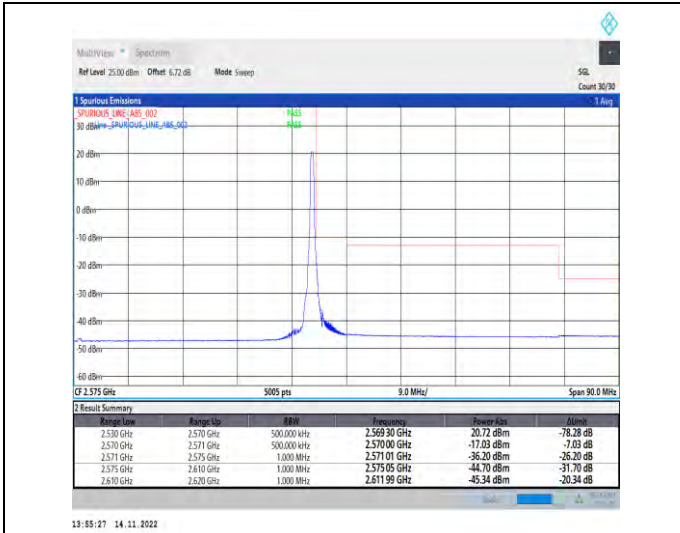 MultiView Spectrum
Ref Level 25.00 dBm Offset 6.72 dB Mode Sweep SGL
Count 30/30
1 Spurious Emissions 1 Avg
_SPURIOUS_LINE_ABS_002 PASS
30 dBm Line _SPURIOUS_LINE_ABS_002 PASS
20 dBm
10 dBm
0 dBm
-10 dBm
-20 dBm
-30 dBm
-40 dBm
-50 dBm
-60 dBm
CF 2.575 GHz 5005 pts 9.0 MHz/ Span 90.0 MHz
2 Result Summary
Range Low Range Up RBW Frequency Power Abs ΔLimit
2.530 GHz 2.570 GHz 500.000 kHz 2.569 30 GHz 20.72 dBm -78.28 dB
2.570 GHz 2.571 GHz 500.000 kHz 2.570 00 GHz -17.03 dBm -7.03 dB
2.571 GHz 2.575 GHz 1.000 MHz 2.571 01 GHz -36.20 dBm -26.20 dB
2.575 GHz 2.610 GHz 1.000 MHz 2.575 05 GHz -44.70 dBm -31.70 dB
2.610 GHz 2.620 GHz 1.000 MHz 2.611 99 GHz -45.34 dBm -20.34 dB
13:55:27 14.11.2022